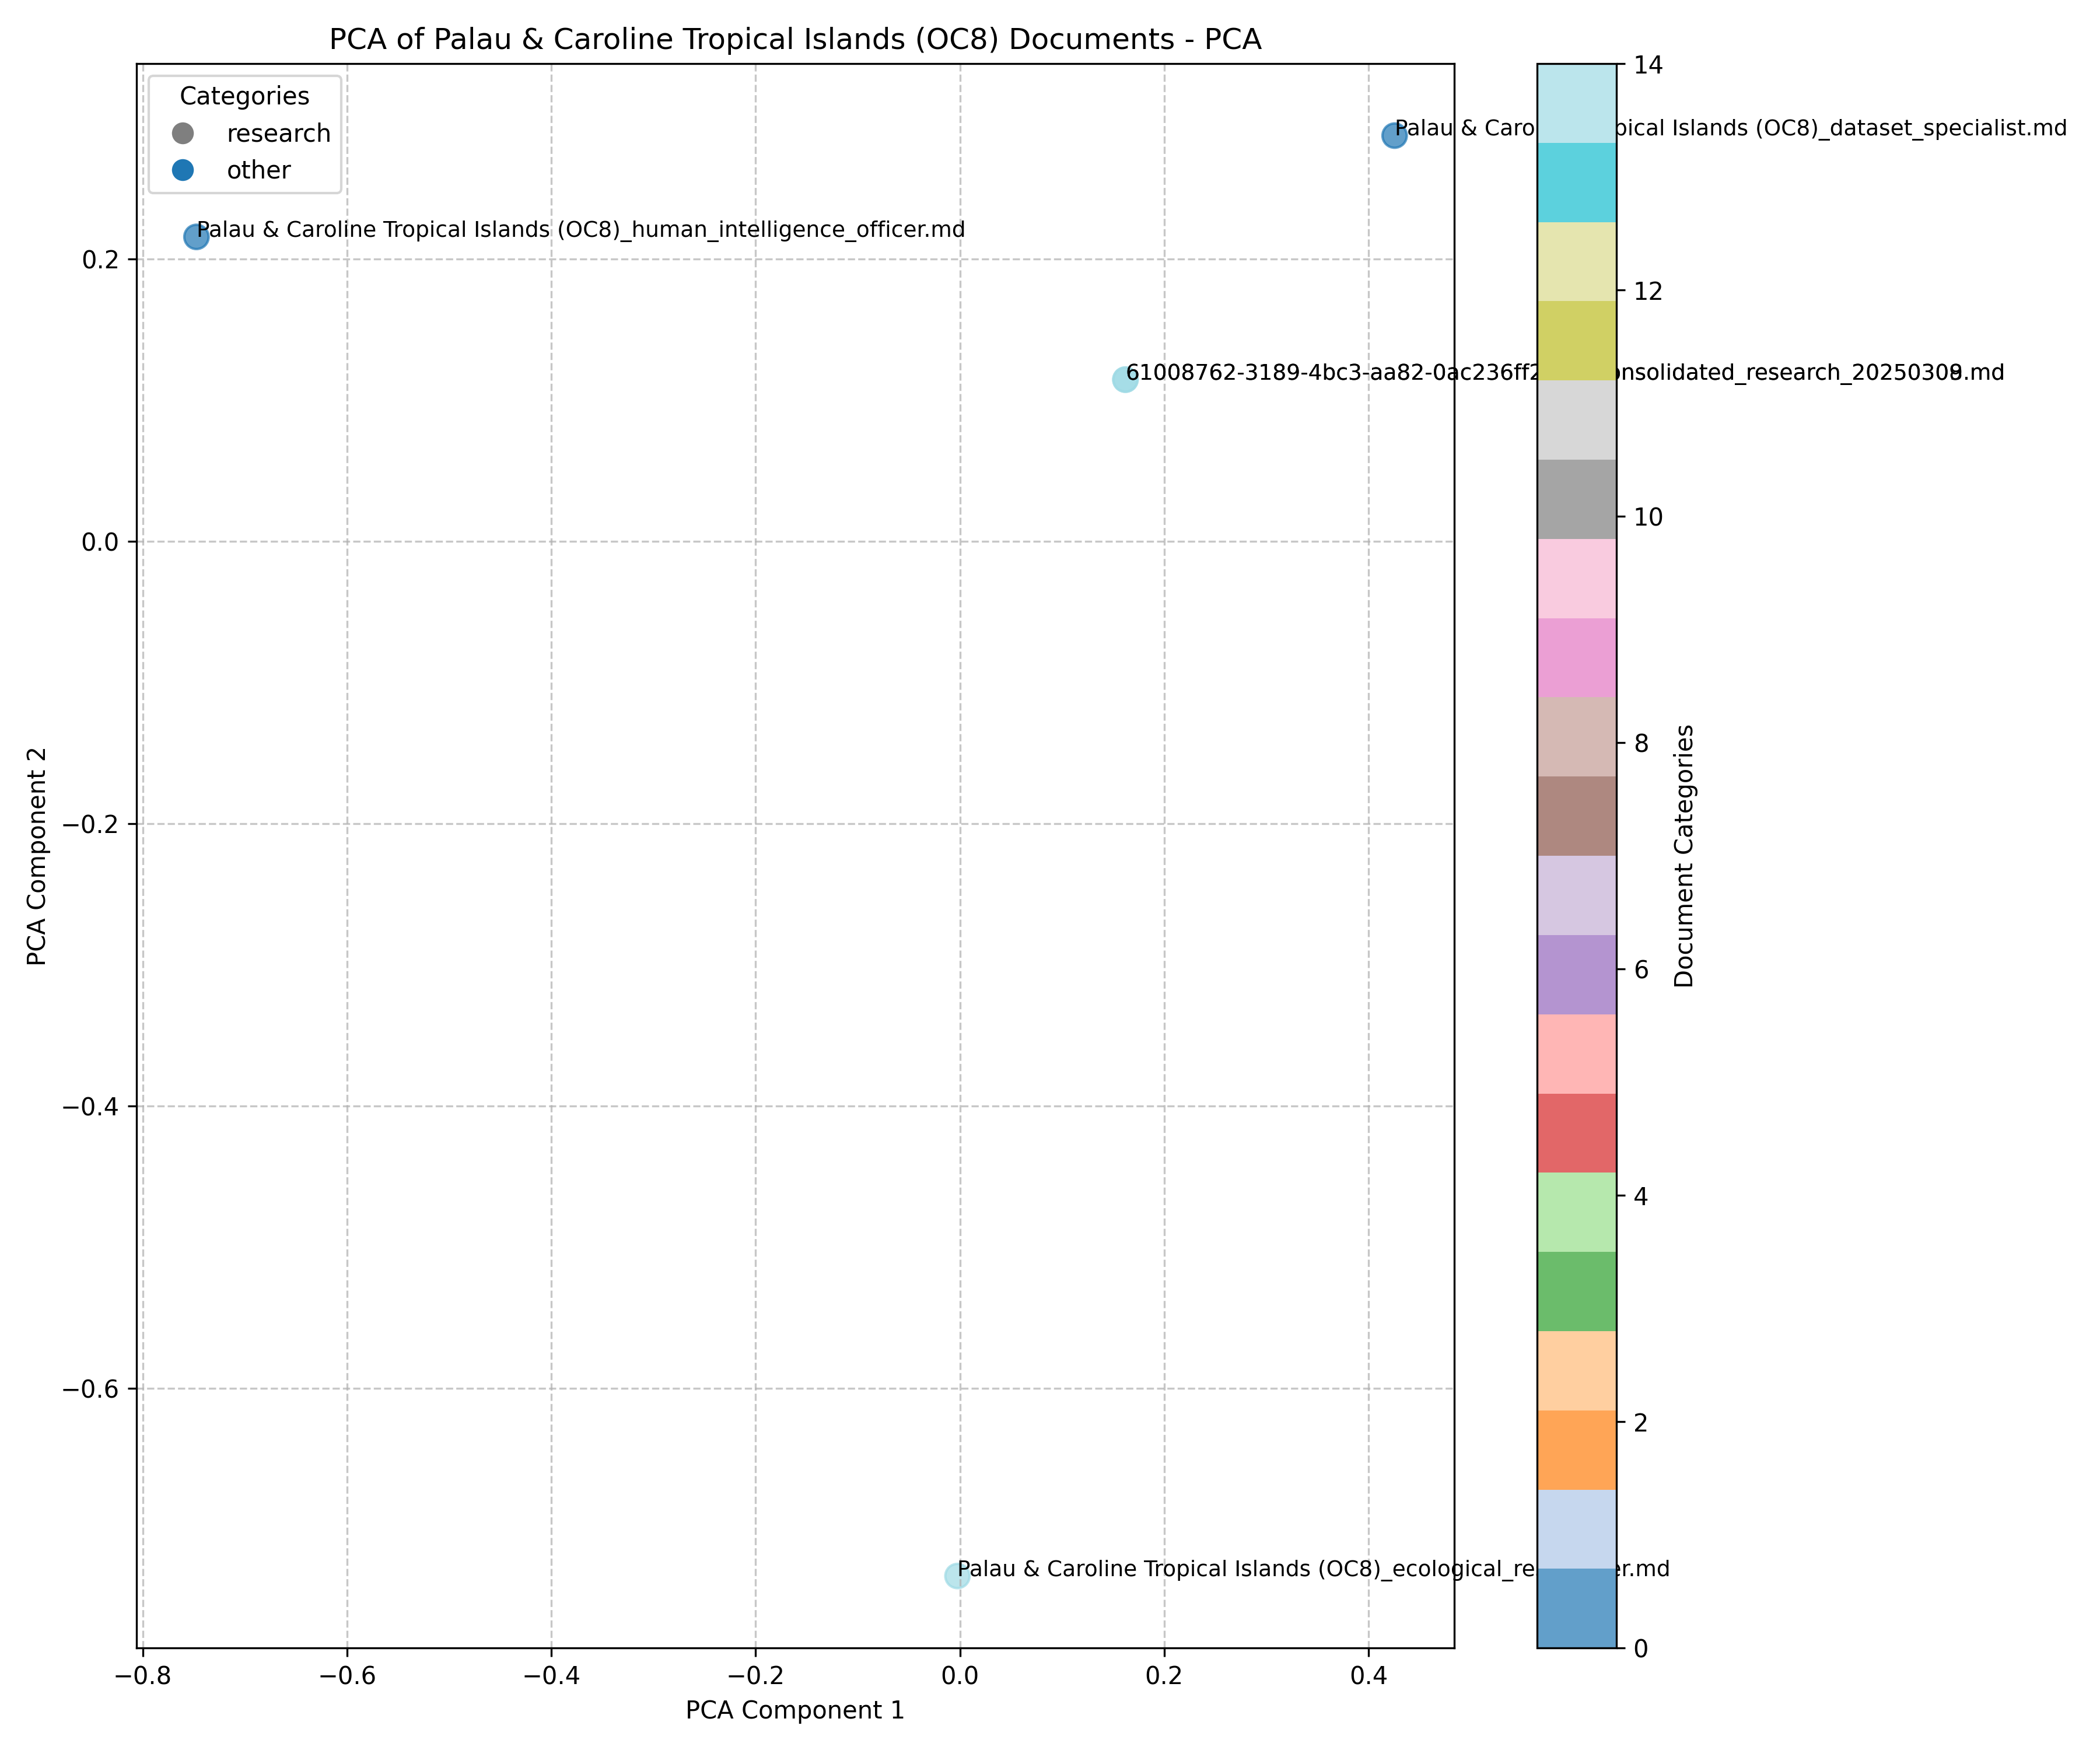 PCA of Palau & Caroline Tropical Islands (OC8) Documents - PCA
Categories
research
other
Palau & Caro pical Islands (OC8)_dataset_specialist.md
Palau & Caroline Tropical Islands (OC8)_human_intelligence_officer.md
61008762-3189-4bc3-aa82-0ac236ff2 onsolidated_research_2025030
Palau & Caroline Tropical Islands (OC8)_ecological_re er.md
0.2
0.0
−0.2
−0.4
−0.6
PCA Component 2
−0.8
−0.6
−0.4
−0.2
0.0
0.2
0.4
PCA Component 1
14
12
10
8
6
4
2
0
Document Categories